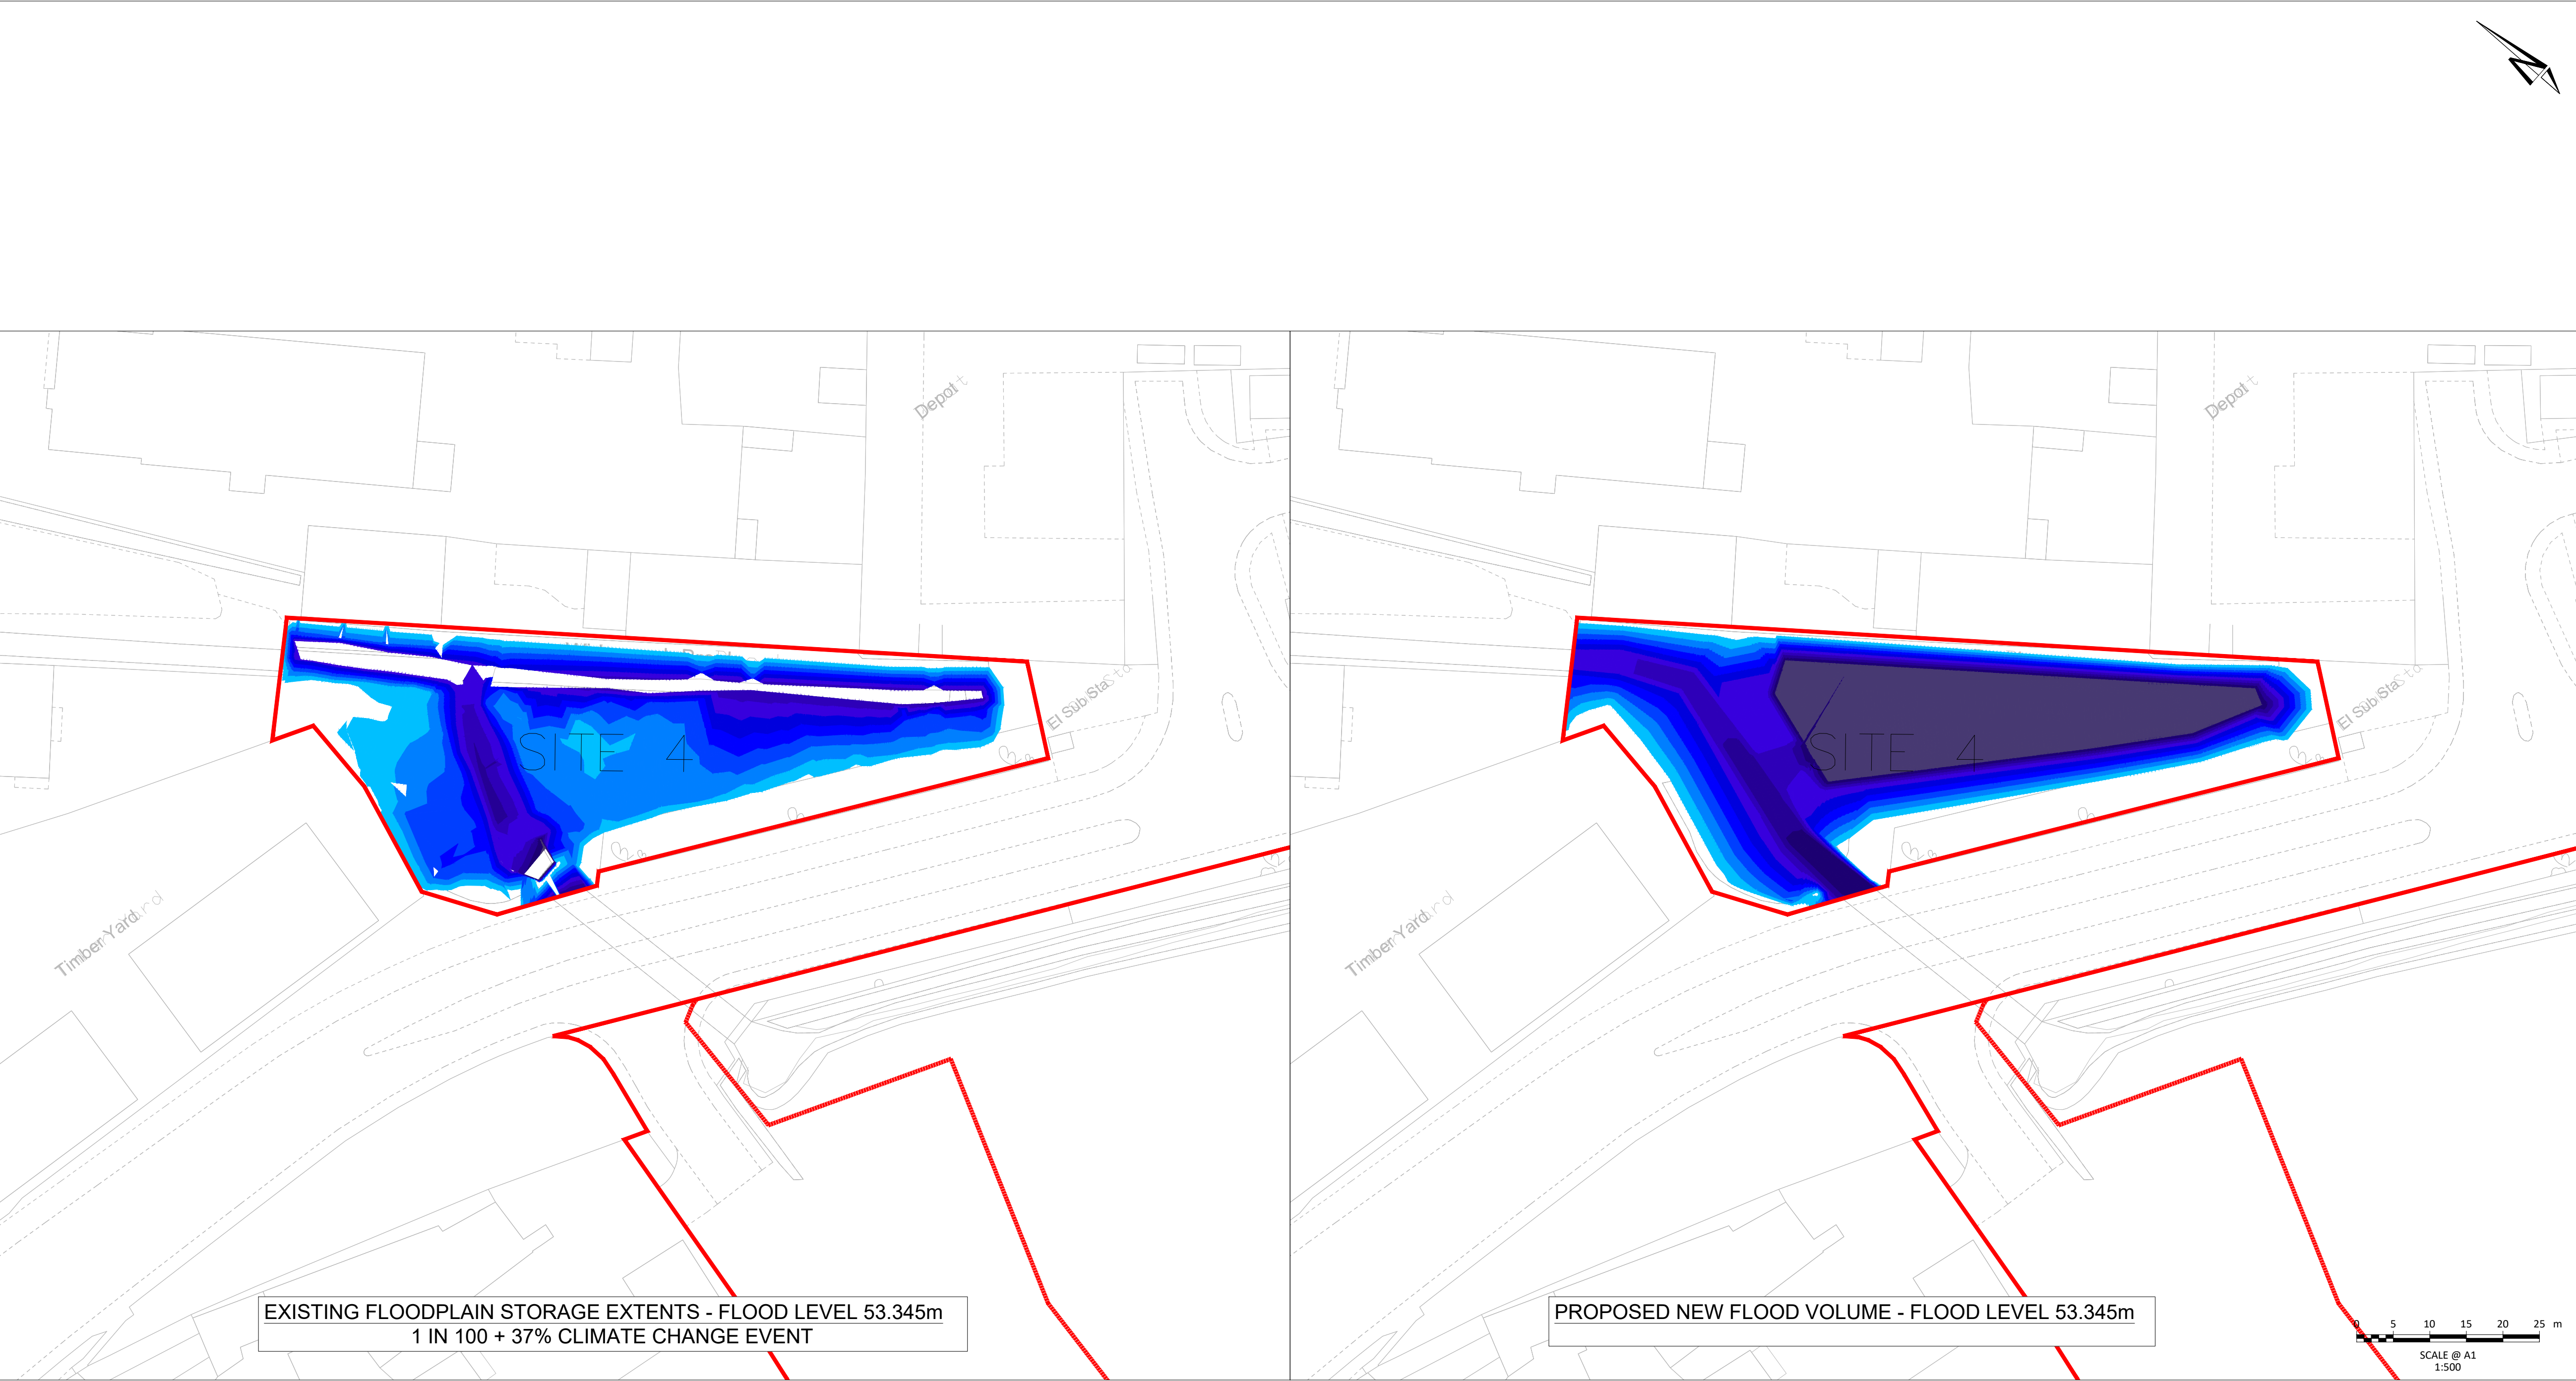 N
Depot
Depot
El Sub Sta
El Sub Sta
SITE 4
SITE 4
Timber Yard
Timber Yard
EXISTING FLOODPLAIN STORAGE EXTENTS - FLOOD LEVEL 53.345m
1 IN 100 + 37% CLIMATE CHANGE EVENT
PROPOSED NEW FLOOD VOLUME - FLOOD LEVEL 53.345m
0 5 10 15 20 25 m
SCALE @ A1
1:500